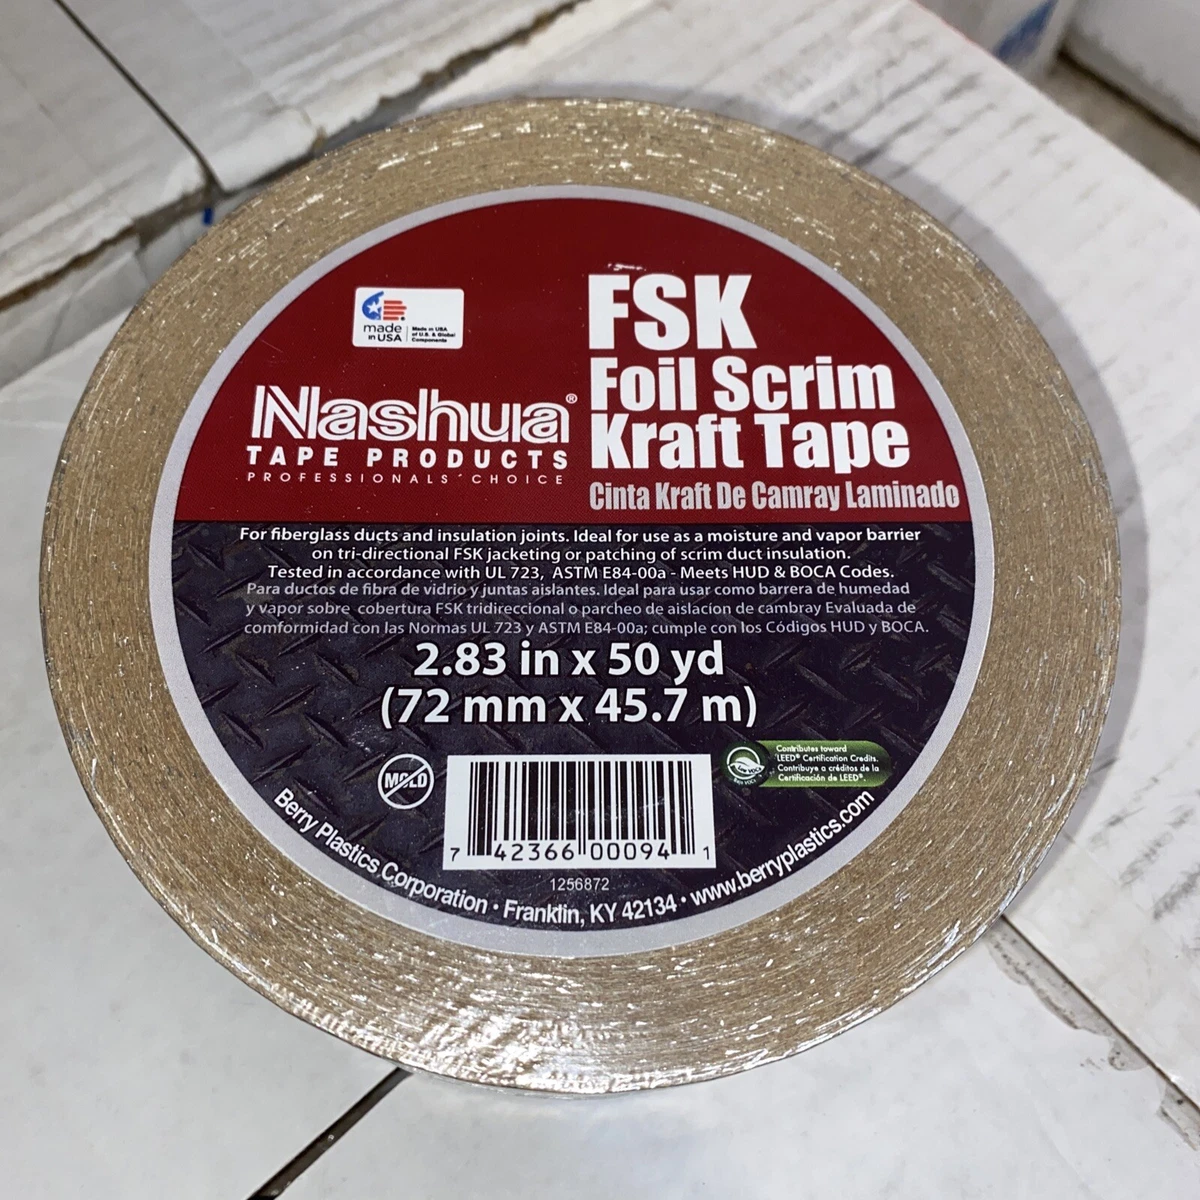 made
in USA
Made in USA
of U.S. & Global
Components
Nashua®
TAPE PRODUCTS
PROFESSIONALS' CHOICE
FSK
Foil Scrim
Kraft Tape
Cinta Kraft De Camray Laminado
For fiberglass ducts and insulation joints. Ideal for use as a moisture and vapor barrier
on tri-directional FSK jacketing or patching of scrim duct insulation.
Tested in accordance with UL 723, ASTM E84-00a - Meets HUD & BOCA Codes.
Para ductos de fibra de vidrio y juntas aislantes. Ideal para usar como barrera de humedad
y vapor sobre cobertura FSK tridireccional o parcheo de aislacíon de cambray Evaluada de
comformidad con las Normas UL 723 y ASTM E84-00a; cumple con los Códigos HUD y BOCA.
2.83 in x 50 yd
(72 mm x 45.7 m)
MOLD
Contributes toward
LEED® Certification Credits.
Contribuye a créditos de la
Certificación de LEED®.
7 42366 00094 1
1256872
Berry Plastics Corporation • Franklin, KY 42134 • www.berryplastics.com